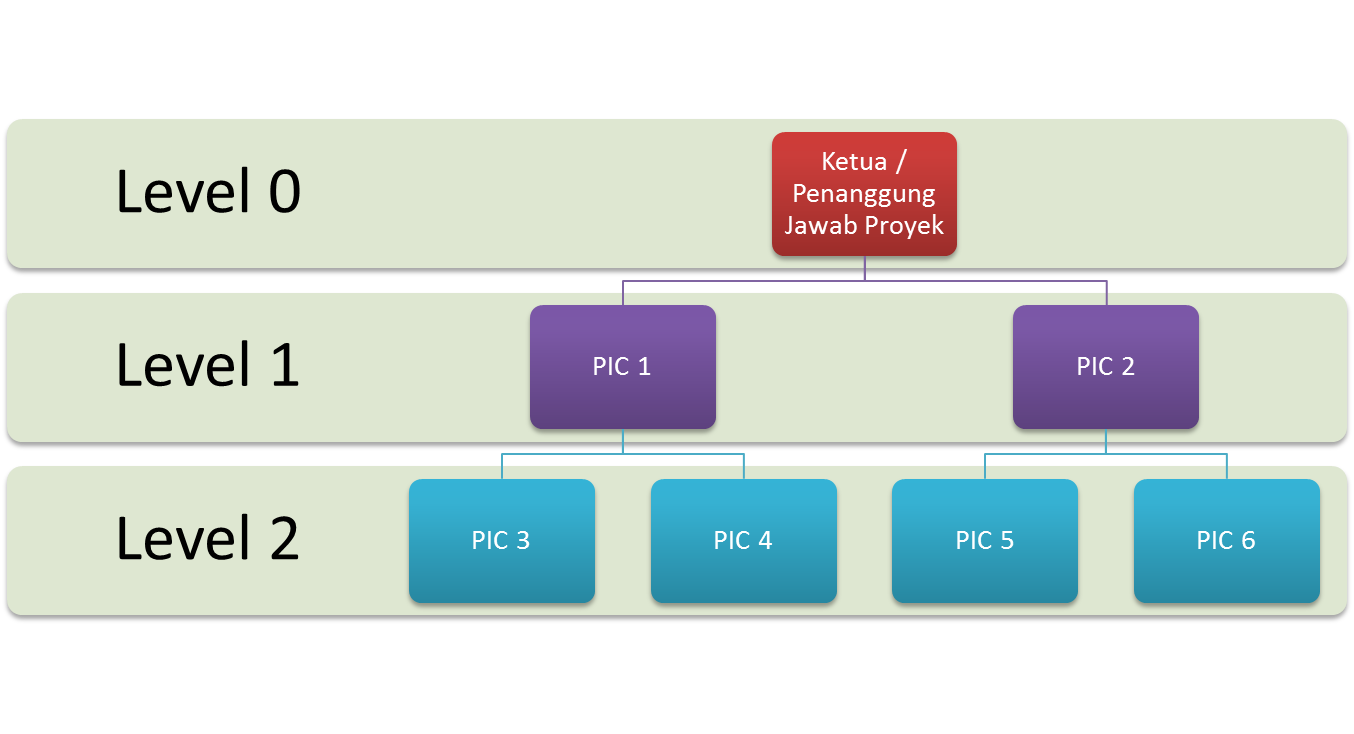 Level 0
Ketua /
Penanggung
Jawab Proyek
Level 1
PIC 1
PIC 2
Level 2
PIC 3
PIC 4
PIC 5
PIC 6